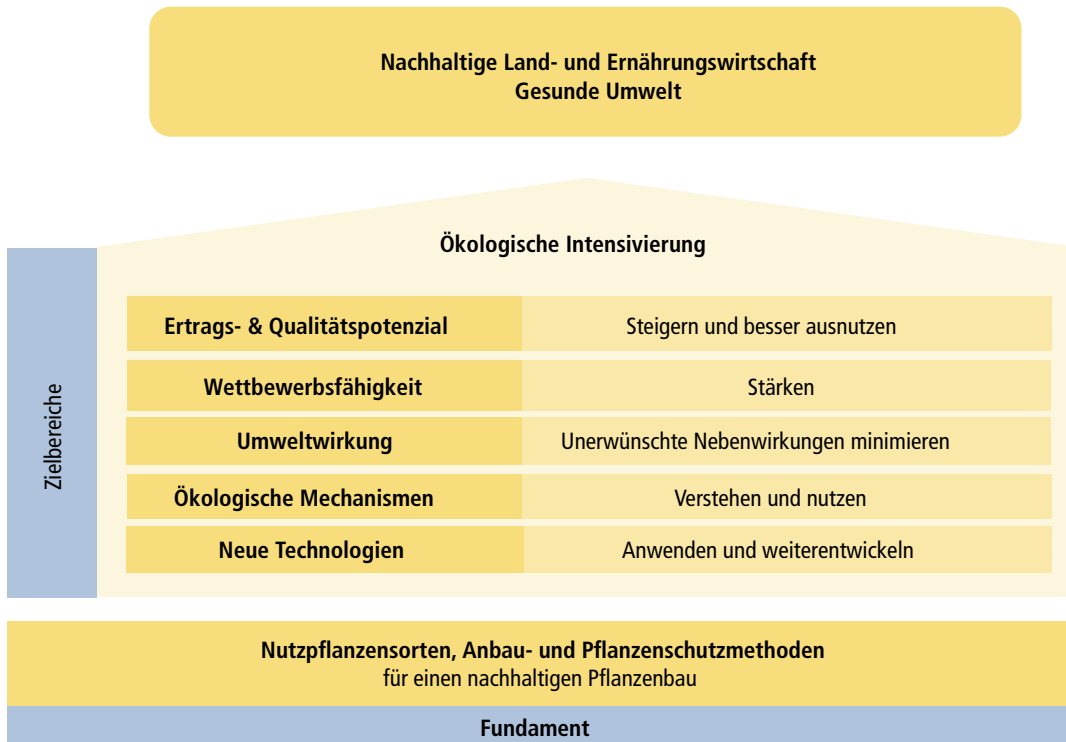 Nachhaltige Land- und Ernährungswirtschaft
Gesunde Umwelt
Ökologische Intensivierung
Zielbereiche
Ertrags- & Qualitätspotenzial
Steigern und besser ausnutzen
Wettbewerbsfähigkeit
Stärken
Umweltwirkung
Unerwünschte Nebenwirkungen minimieren
Ökologische Mechanismen
Verstehen und nutzen
Neue Technologien
Anwenden und weiterentwickeln
Nutzpflanzensorten, Anbau- und Pflanzenschutzmethoden
für einen nachhaltigen Pflanzenbau
Fundament